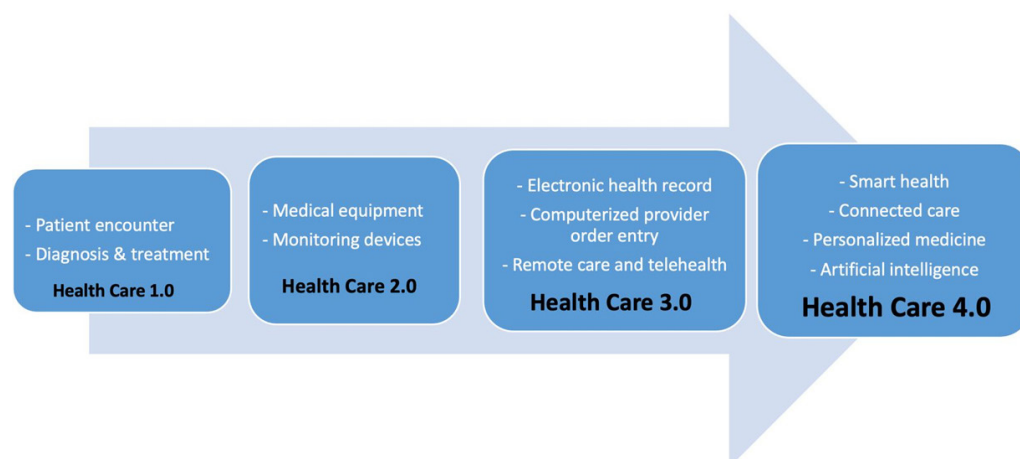 - Patient encounter
- Diagnosis & treatment
Health Care 1.0
- Medical equipment
- Monitoring devices
Health Care 2.0
- Electronic health record
- Computerized provider
order entry
- Remote care and telehealth
Health Care 3.0
- Smart health
- Connected care
- Personalized medicine
- Artificial intelligence
Health Care 4.0